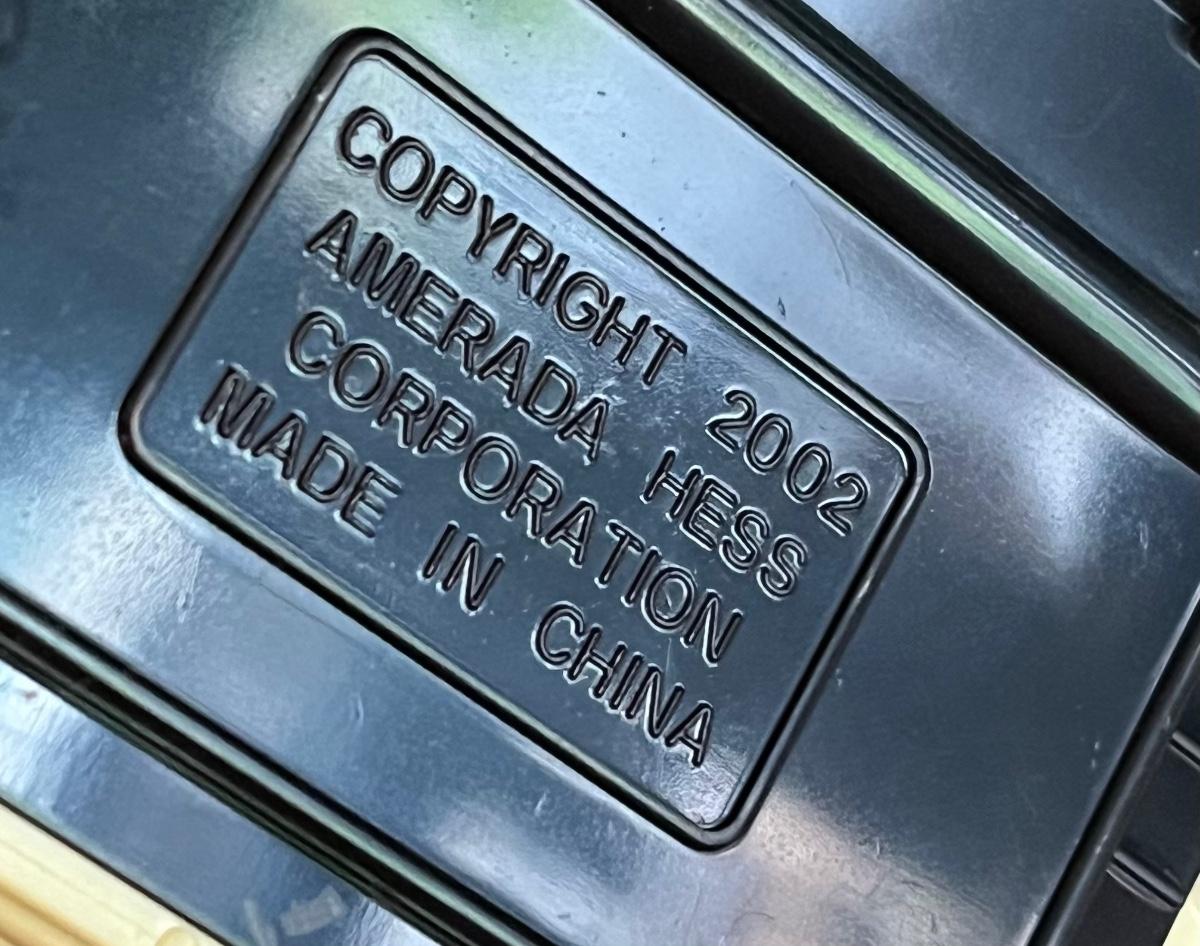 COPYRIGHT 2002
AMERADA HESS
CORPORATION
MADE IN CHINA